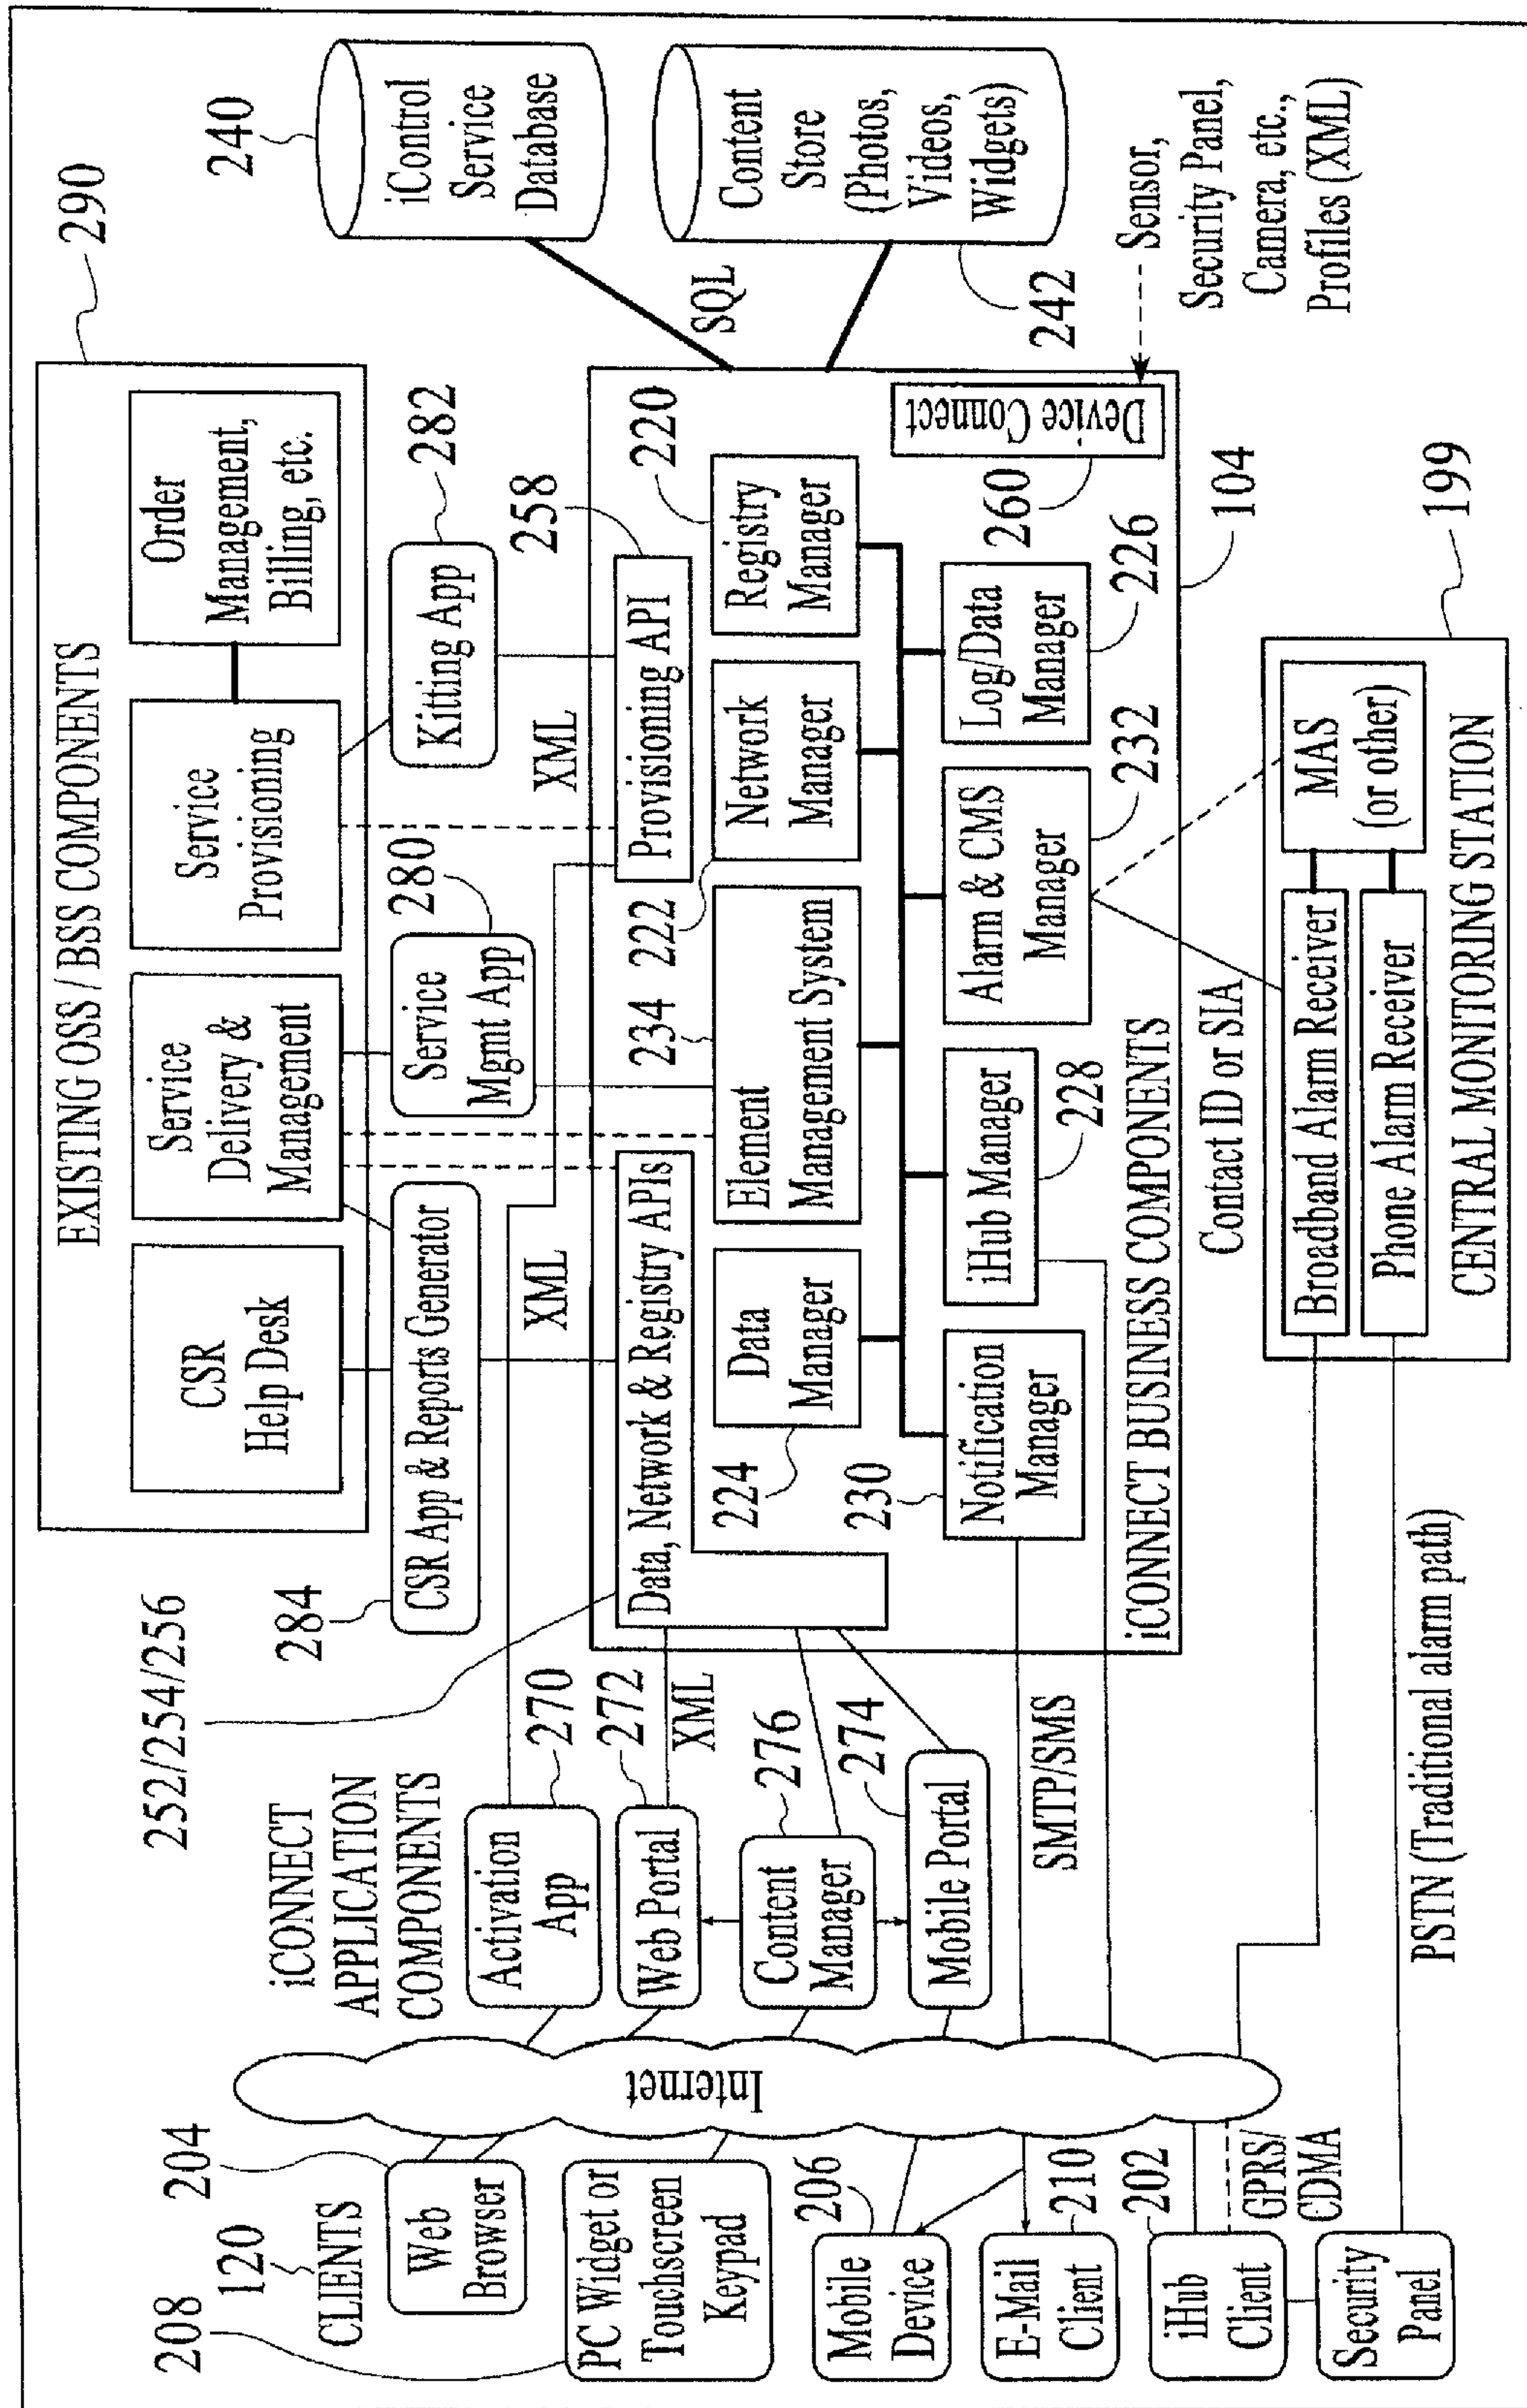 252/254/256
284
290
EXISTING OSS / BSS COMPONENTS
CSR
Help Desk
Service
Delivery &
Management
Service
Provisioning
Order
Management,
Billing, etc.
240
iControl
Service
Database
Content
Store
(Photos,
Videos,
Widgets)
242
SQL
Sensor,
Security Panel,
Camera, etc.,
Profiles (XML)
CSR App & Reports Generator
Service
Mgmt App
280
Kitting App
282
XML
XML
258
208
120
CLIENTS
204
Web
Browser
PC Widget or
Touchscreen
Keypad
Mobile
Device
206
E-Mail
Client
210
iHub
Client
202
GPRS/
CDMA
Security
Panel
Internet
iCONNECT
APPLICATION
COMPONENTS
Activation
App
270
Web Portal
272
XML
Content
Manager
276
Mobile Portal
274
SMTP/SMS
Data, Network & Registry APIs
Provisioning API
Data
Manager
224
Element
Management System
234
Network
Manager
222
Registry
Manager
220
Notification
Manager
230
iHub Manager
228
Alarm & CMS
Manager
232
Log/Data
Manager
226
Device Connect
260
iCONNECT BUSINESS COMPONENTS
104
Contact ID or SIA
PSTN (Traditional alarm path)
Broadband Alarm Receiver
Phone Alarm Receiver
MAS
(or other)
CENTRAL MONITORING STATION
199